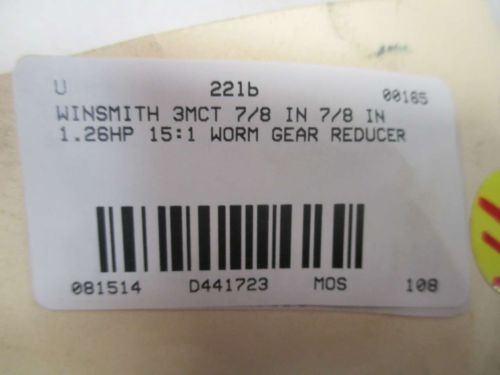 U 221b 00165
WINSMITH 3MCT 7/8 IN 7/8 IN
1.26HP 15:1 WORM GEAR REDUCER
081514 D441723 MOS 108